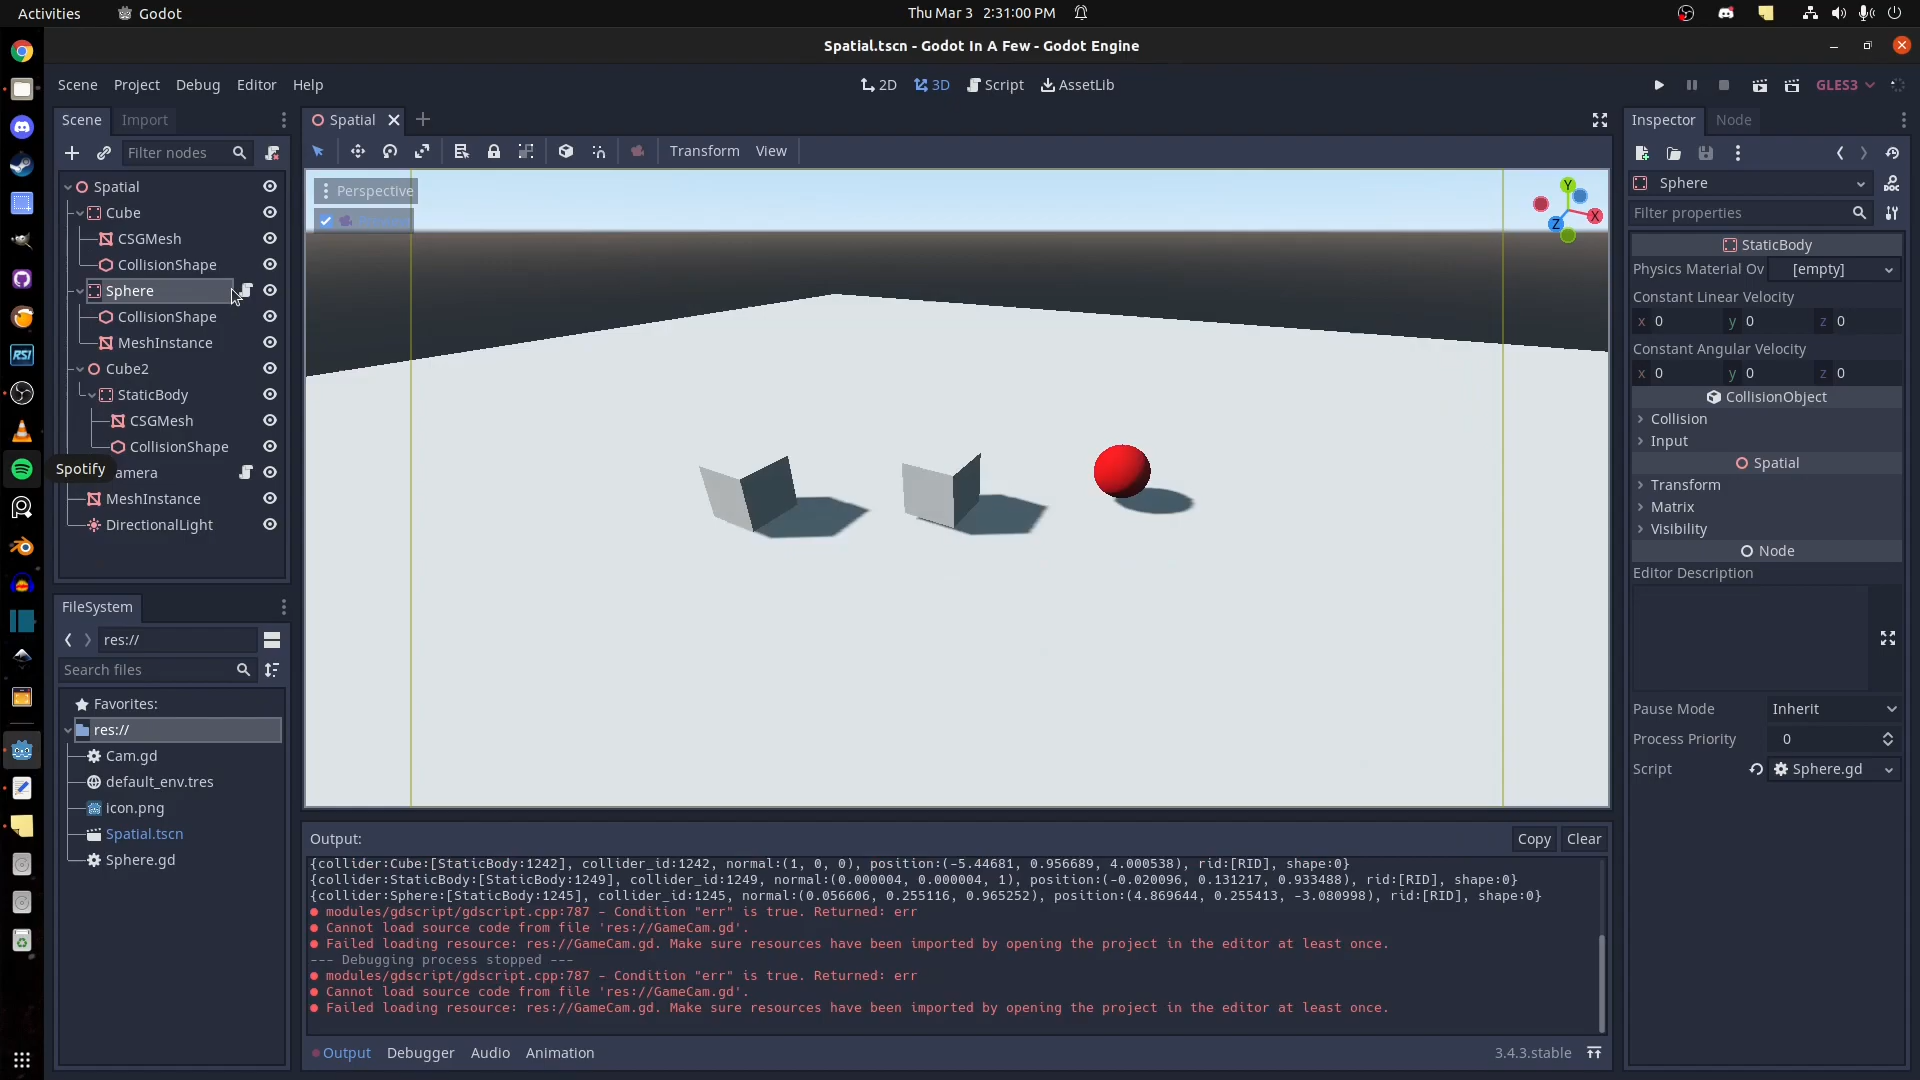 Activities
Godot
Thu Mar 3 2:31:00 PM
Spatial.tscn - Godot In A Few - Godot Engine
Scene Project Debug Editor Help
2D 3D Script AssetLib
GLES3
Scene Import
Filter nodes
Spatial
Cube
CSGMesh
CollisionShape
Sphere
CollisionShape
MeshInstance
Cube2
StaticBody
CSGMesh
CollisionShape
Spotify
amera
MeshInstance
DirectionalLight
RSI
FileSystem
res://
Search files
Favorites:
res://
Cam.gd
default_env.tres
icon.png
Spatial.tscn
Sphere.gd
Spatial
Transform View
Perspective
Y
X
Z
Output:
Copy Clear
{collider:Cube:[StaticBody:1242], collider_id:1242, normal:(1, 0, 0), position:(-5.44681, 0.956689, 4.000538), rid:[RID], shape:0}
{collider:StaticBody:[StaticBody:1249], collider_id:1249, normal:(0.000004, 0.000004, 1), position:(-0.020096, 0.131217, 0.933488), rid:[RID], shape:0}
{collider:Sphere:[StaticBody:1245], collider_id:1245, normal:(0.056606, 0.255116, 0.965252), position:(4.869644, 0.255413, -3.080998), rid:[RID], shape:0}
modules/gdscript/gdscript.cpp:787 - Condition "err" is true. Returned: err
Cannot load source code from file 'res://GameCam.gd'.
Failed loading resource: res://GameCam.gd. Make sure resources have been imported by opening the project in the editor at least once.
--- Debugging process stopped ---
modules/gdscript/gdscript.cpp:787 - Condition "err" is true. Returned: err
Cannot load source code from file 'res://GameCam.gd'.
Failed loading resource: res://GameCam.gd. Make sure resources have been imported by opening the project in the editor at least once.
Output Debugger Audio Animation
3.4.3.stable
Inspector Node
Sphere
Filter properties
StaticBody
Physics Material Ov [empty]
Constant Linear Velocity
x 0 y 0 z 0
Constant Angular Velocity
x 0 y 0 z 0
CollisionObject
Collision
Input
Spatial
Transform
Matrix
Visibility
Node
Editor Description
Pause Mode Inherit
Process Priority 0
Script Sphere.gd